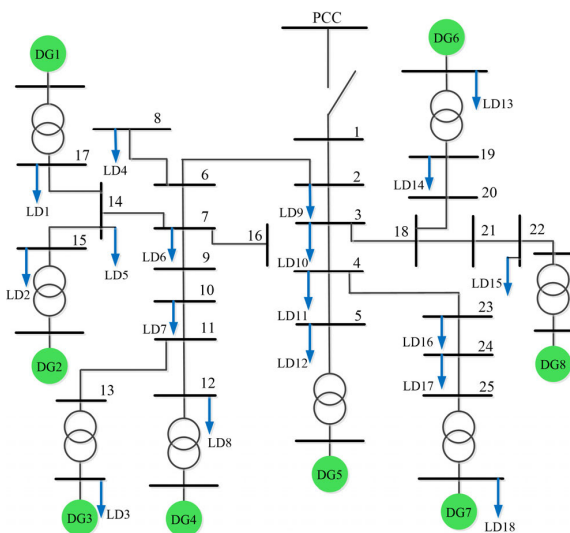 PCC
DG1
DG6
8
LD13
1
LD4
17
19
6
2
LD14
20
LD1
14
LD9
7
3
15
16
18
21
22
LD6
LD10
9
4
LD2
LD5
LD15
10
LD11
5
23
LD7
11
LD16
24
LD12
DG2
DG8
LD17
13
12
25
LD8
DG5
LD3
DG3
DG4
DG7
LD18